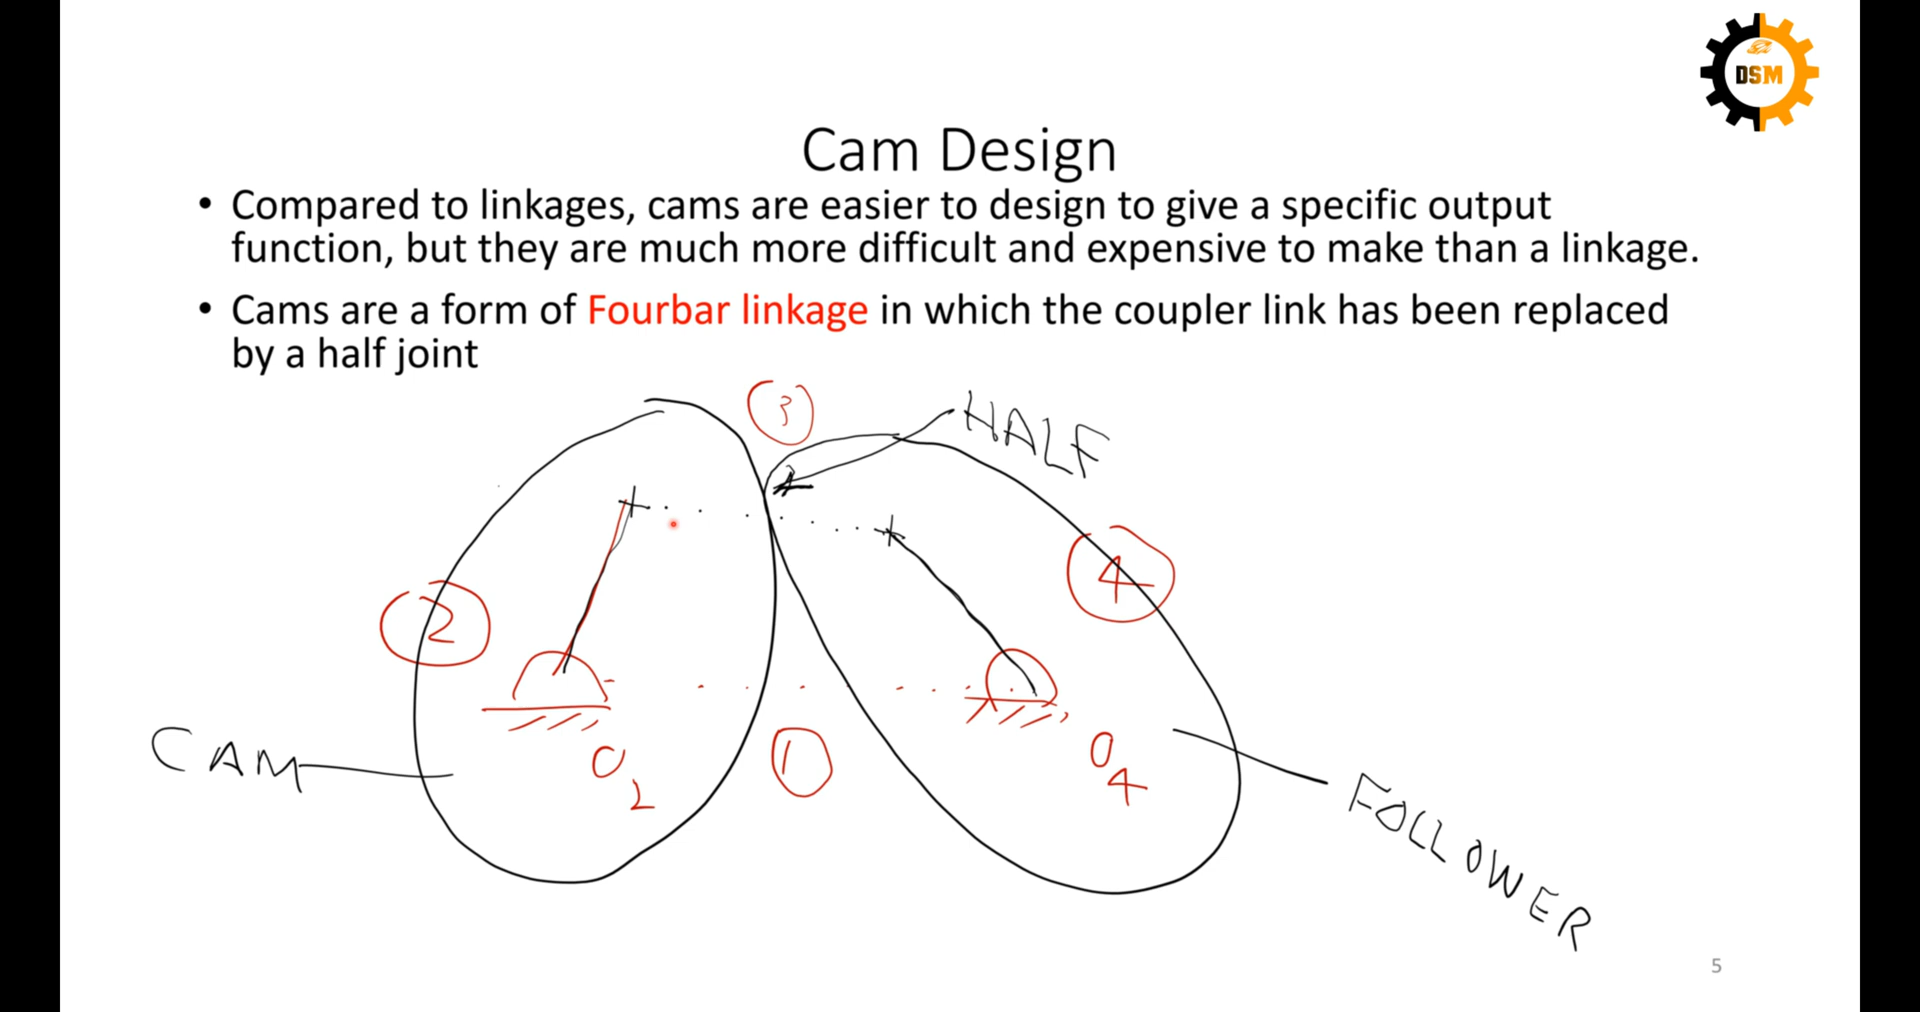 DSM
Cam Design
• Compared to linkages, cams are easier to design to give a specific output
function, but they are much more difficult and expensive to make than a linkage.
• Cams are a form of Fourbar linkage in which the coupler link has been replaced
by a half joint
3
HALF
4
2
CAM
O2
1
O4
FOLLOWER
5